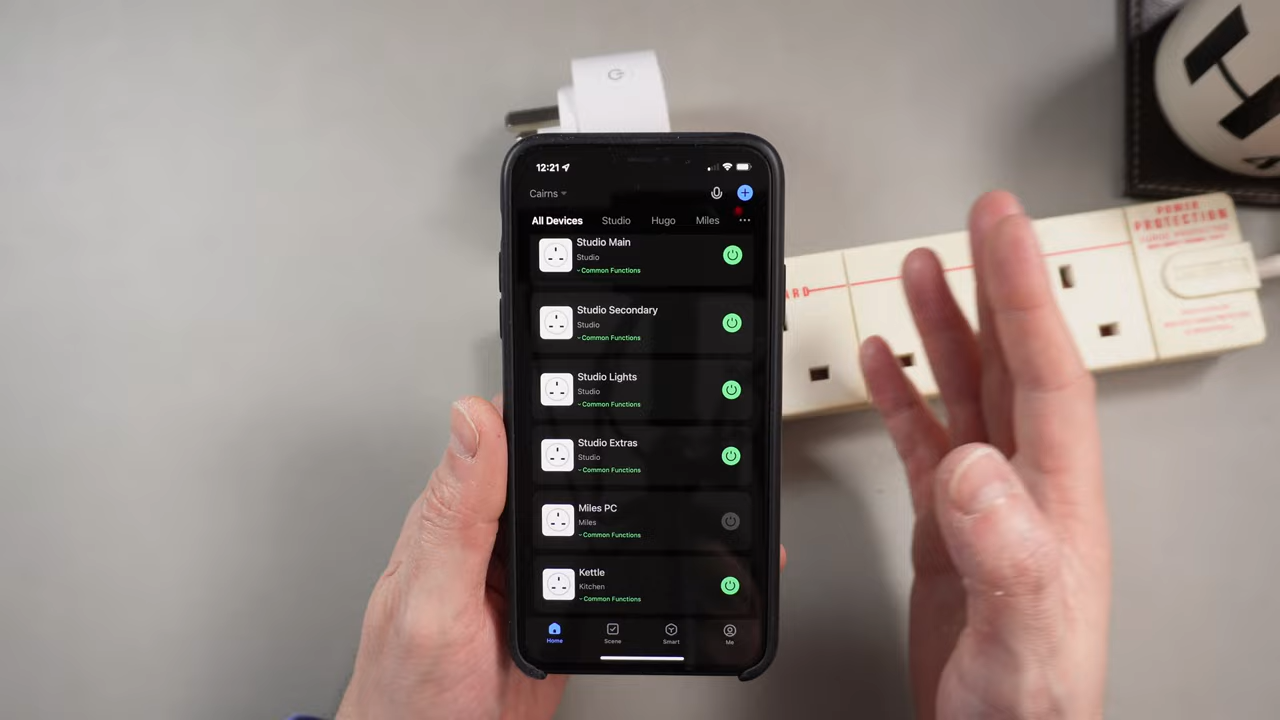 12:21
Cairns
All Devices Studio Hugo Miles
Studio Main
Studio
Common Functions
Studio Secondary
Studio
Common Functions
Studio Lights
Studio
Common Functions
Studio Extras
Studio
Common Functions
Miles PC
Miles
Common Functions
Kettle
Kitchen
Common Functions
Home Scene Smart Me
POWER
PROTECTION
ARD